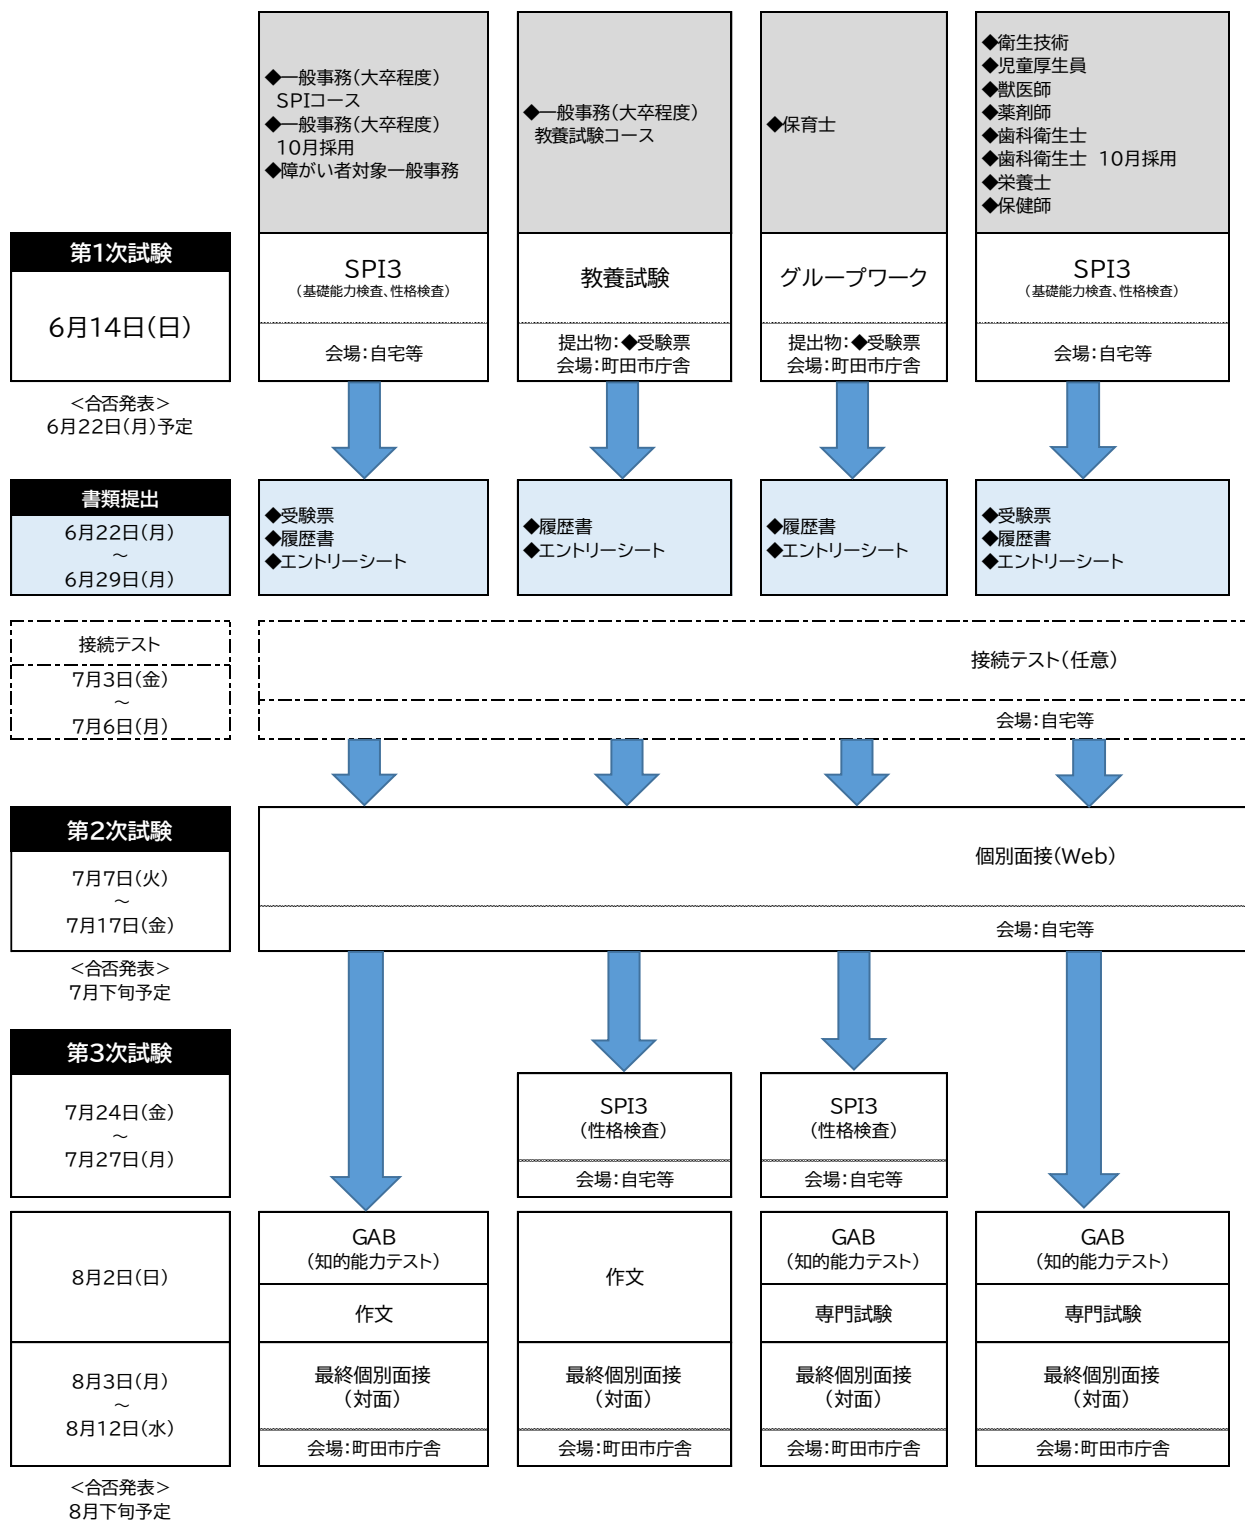 ◆一般事務(大卒程度)
SPIコース
◆一般事務(大卒程度)
10月採用
◆障がい者対象一般事務
◆一般事務(大卒程度)
教養試験コース
◆保育士
◆衛生技術
◆児童厚生員
◆獣医師
◆薬剤師
◆歯科衛生士
◆歯科衛生士 10月採用
◆栄養士
◆保健師
第1次試験
6月14日(日)
SPI3
(基礎能力検査、性格検査)
会場:自宅等
教養試験
提出物:◆受験票
会場:町田市庁舎
グループワーク
提出物:◆受験票
会場:町田市庁舎
SPI3
(基礎能力検査、性格検査)
会場:自宅等
<合否発表>
6月22日(月)予定
書類提出
6月22日(月)
~
6月29日(月)
◆受験票
◆履歴書
◆エントリーシート
◆履歴書
◆エントリーシート
◆履歴書
◆エントリーシート
◆受験票
◆履歴書
◆エントリーシート
接続テスト
7月3日(金)
~
7月6日(月)
接続テスト(任意)
会場:自宅等
第2次試験
7月7日(火)
~
7月17日(金)
個別面接(Web)
会場:自宅等
<合否発表>
7月下旬予定
第3次試験
7月24日(金)
~
7月27日(月)
SPI3
(性格検査)
会場:自宅等
SPI3
(性格検査)
会場:自宅等
8月2日(日)
GAB
(知的能力テスト)
作文
作文
GAB
(知的能力テスト)
専門試験
GAB
(知的能力テスト)
専門試験
8月3日(月)
~
8月12日(水)
最終個別面接
(対面)
会場:町田市庁舎
最終個別面接
(対面)
会場:町田市庁舎
最終個別面接
(対面)
会場:町田市庁舎
最終個別面接
(対面)
会場:町田市庁舎
<合否発表>
8月下旬予定